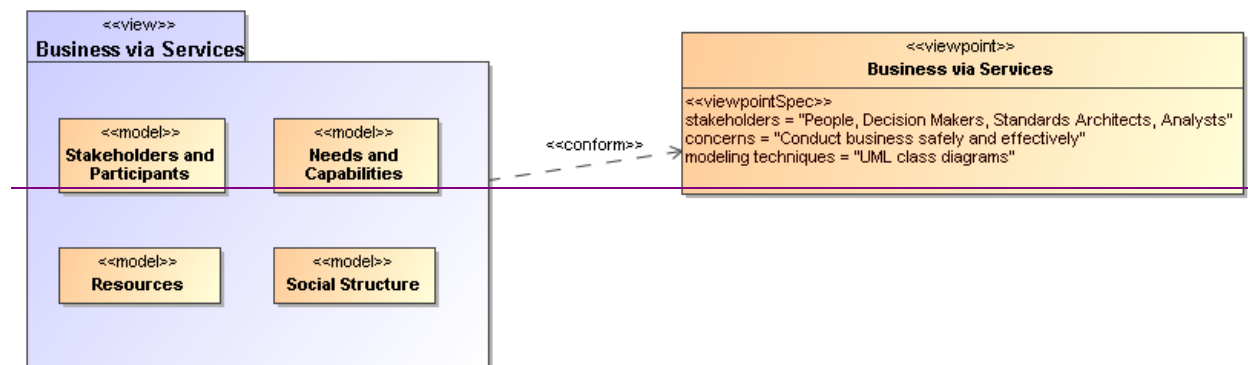 <<view>>
Business via Services
<<model>>
Stakeholders and
Participants
<<model>>
Needs and
Capabilities
<<model>>
Resources
<<model>>
Social Structure
<<conform>>
<<viewpoint>>
Business via Services
<<viewpointSpec>>
stakeholders = "People, Decision Makers, Standards Architects, Analysts"
concerns = "Conduct business safely and effectively"
modeling techniques = "UML class diagrams"